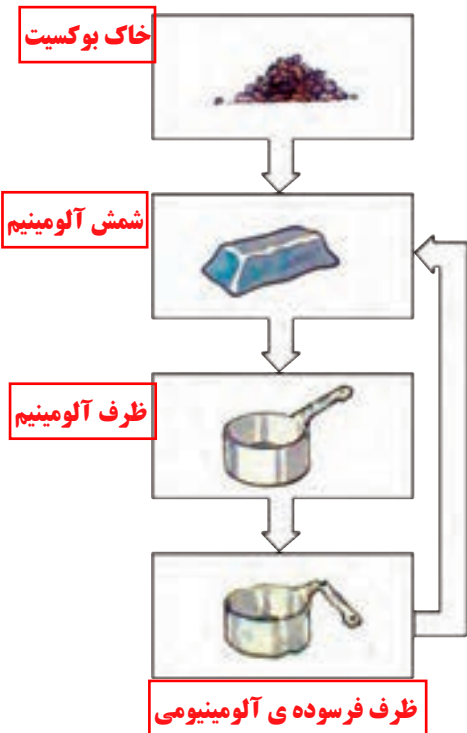 خاک بوکسیت
شمش آلومینیم
ظرف آلومینیم
ظرف فرسوده ی آلومینیومی